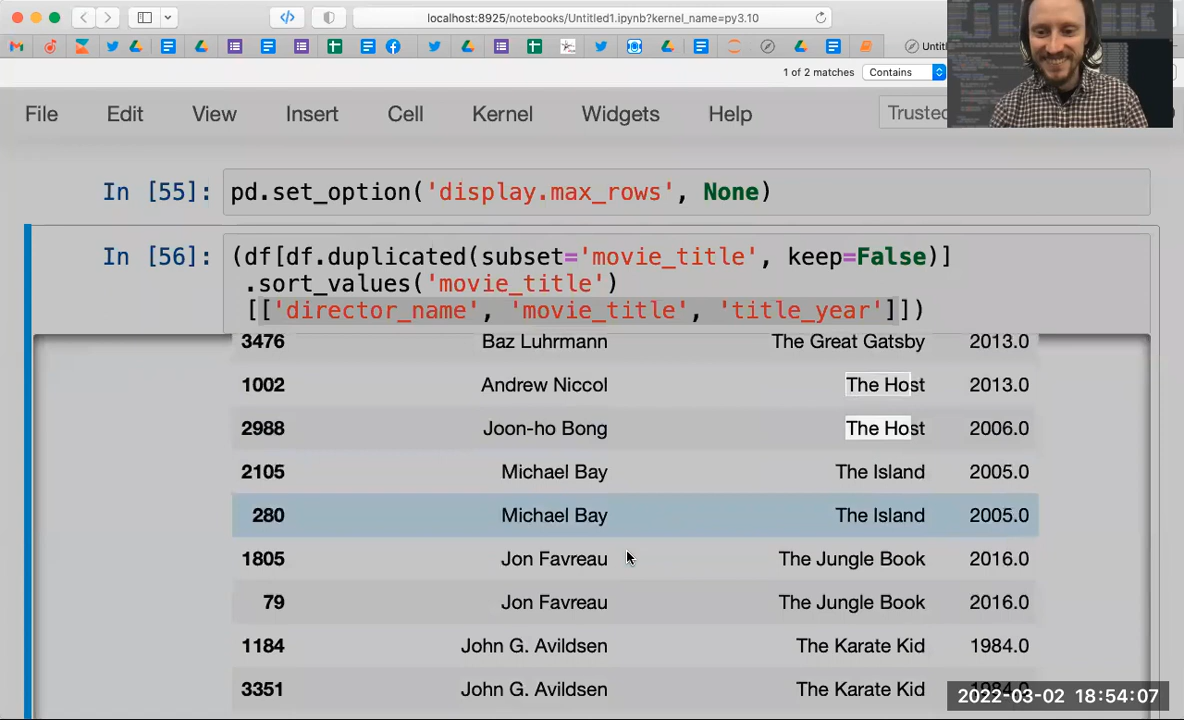 localhost:8925/notebooks/Untitled1.ipynb?kernel_name=py3.10
Untitl
1 of 2 matches Contains
File Edit View Insert Cell Kernel Widgets Help Trusted
In [55]: pd.set_option('display.max_rows', None)
In [56]: (df[df.duplicated(subset='movie_title', keep=False)]
.sort_values('movie_title')
[['director_name', 'movie_title', 'title_year']])
3476 Baz Luhrmann The Great Gatsby 2013.0
1002 Andrew Niccol The Host 2013.0
2988 Joon-ho Bong The Host 2006.0
2105 Michael Bay The Island 2005.0
280 Michael Bay The Island 2005.0
1805 Jon Favreau The Jungle Book 2016.0
79 Jon Favreau The Jungle Book 2016.0
1184 John G. Avildsen The Karate Kid 1984.0
3351 John G. Avildsen The Karate Kid 1984.0
2022-03-02 18:54:07